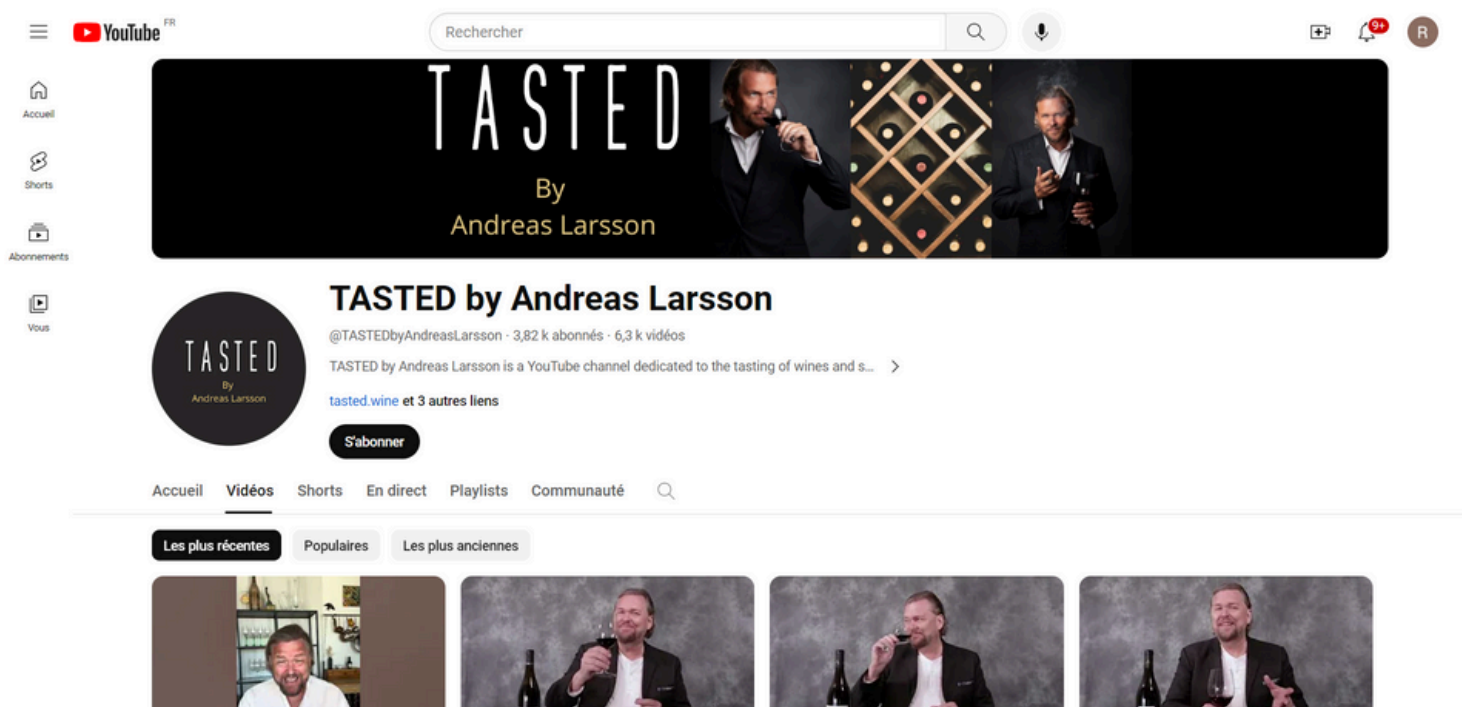 YouTube FR
Rechercher
9+
R
Accueil
Shorts
Abonnements
Vous
TASTED
By
Andreas Larsson
TASTED
By
Andreas Larsson
TASTED by Andreas Larsson
@TASTEDbyAndreasLarsson · 3,82 k abonnés · 6,3 k vidéos
TASTED by Andreas Larsson is a YouTube channel dedicated to the tasting of wines and s...
tasted.wine et 3 autres liens
S'abonner
Accueil Vidéos Shorts En direct Playlists Communauté
Les plus récentes Populaires Les plus anciennes